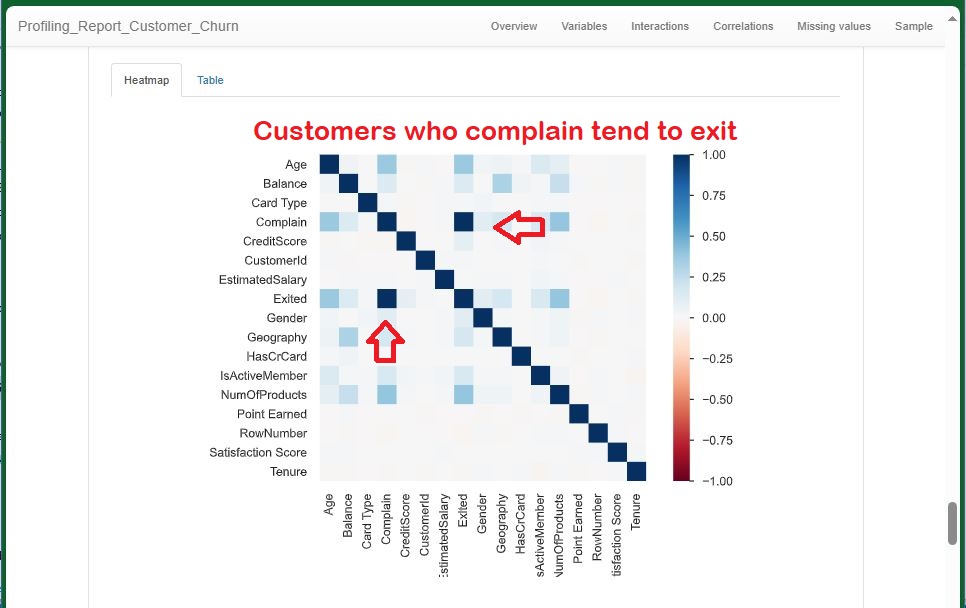 Profiling_Report_Customer_Churn
Overview
Variables
Interactions
Correlations
Missing values
Sample
Heatmap
Table
Customers who complain tend to exit
Age
Balance
Card Type
Complain
CreditScore
CustomerId
EstimatedSalary
Exited
Gender
Geography
HasCrCard
IsActiveMember
NumOfProducts
Point Earned
RowNumber
Satisfaction Score
Tenure
1.00
0.75
0.50
0.25
0.00
−0.25
−0.50
−0.75
−1.00
Age
Balance
Card Type
Complain
CreditScore
CustomerId
EstimatedSalary
Exited
Gender
Geography
HasCrCard
sActiveMember
NumOfProducts
Point Earned
RowNumber
tisfaction Score
Tenure